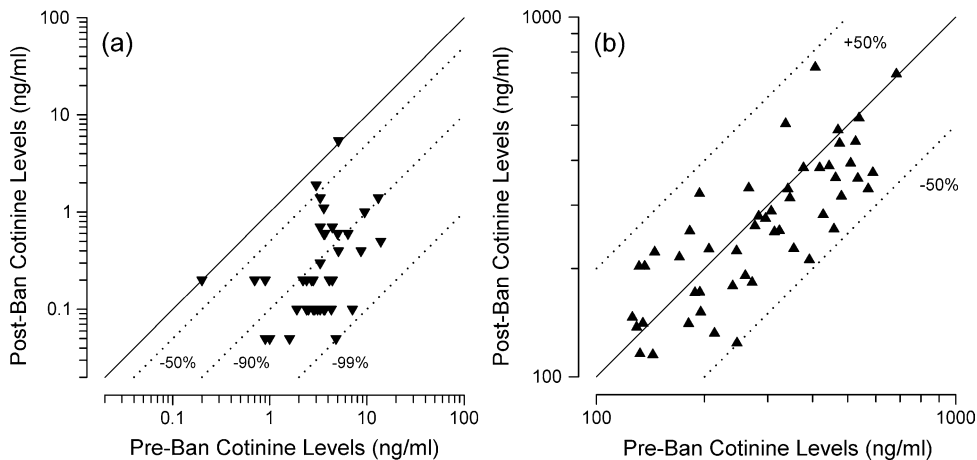 (a)
Post-Ban Cotinine Levels (ng/ml)
100
10
1
0.1
-50%
-90%
-99%
0.1
1
10
100
Pre-Ban Cotinine Levels (ng/ml)
(b)
Post-Ban Cotinine Levels (ng/ml)
1000
100
+50%
-50%
100
1000
Pre-Ban Cotinine Levels (ng/ml)